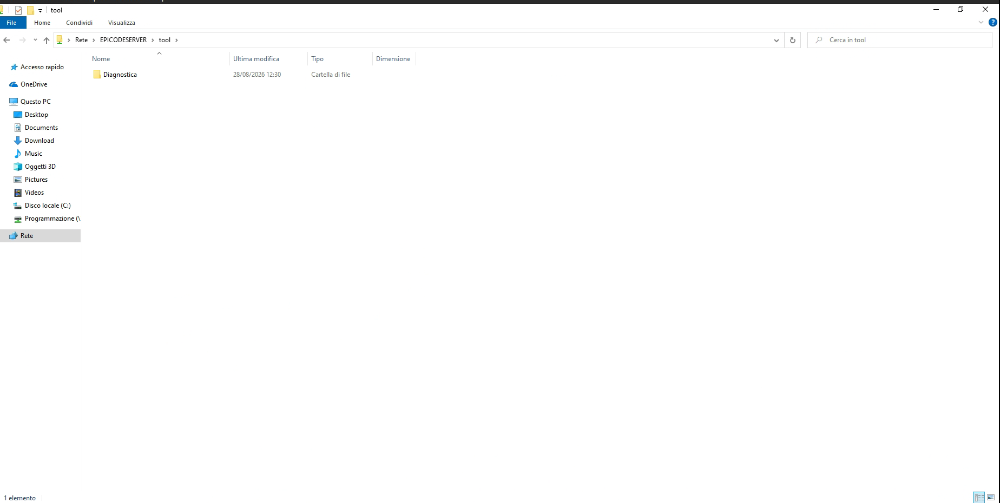 tool
File Home Condividi Visualizza
Rete EPICODESERVER tool
Cerca in tool
Nome Ultima modifica Tipo Dimensione
Diagnostica 28/08/2026 12:30 Cartella di file
Accesso rapido
OneDrive
Questo PC
Desktop
Documents
Download
Music
Oggetti 3D
Pictures
Videos
Disco locale (C:)
Programmazione (\
Rete
1 elemento